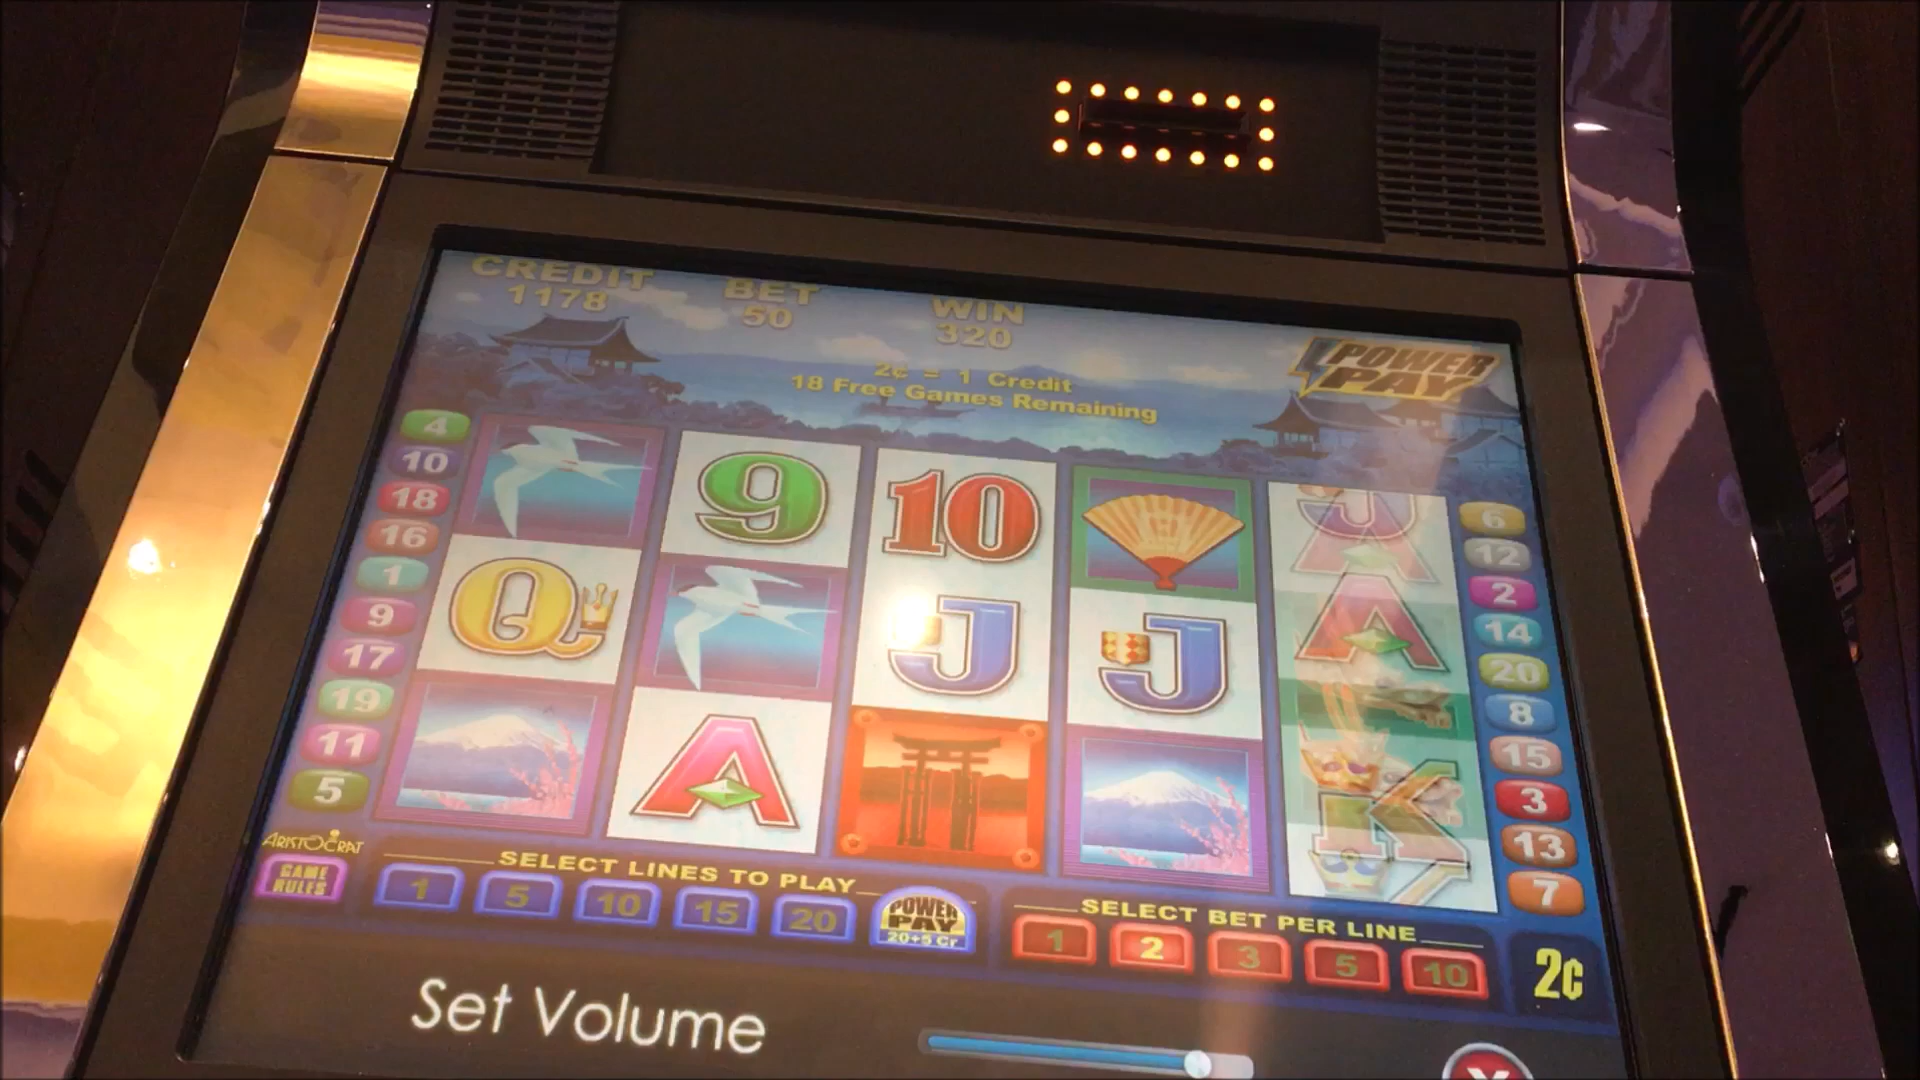 CREDIT BET WIN
1178 50 320
2¢ = 1 Credit
18 Free Games Remaining
POWER
PAY
4
10
18
16
1
9
17
19
11
5
9 10 J
Q J J A
A K
6
12
2
14
20
8
15
3
13
7
ARISTOCRAT
GAME
RULES
SELECT LINES TO PLAY
1 5 10 15 20
POWER
PAY
20+5 Cr
SELECT BET PER LINE
1 2 3 5 10
2¢
Set Volume
X